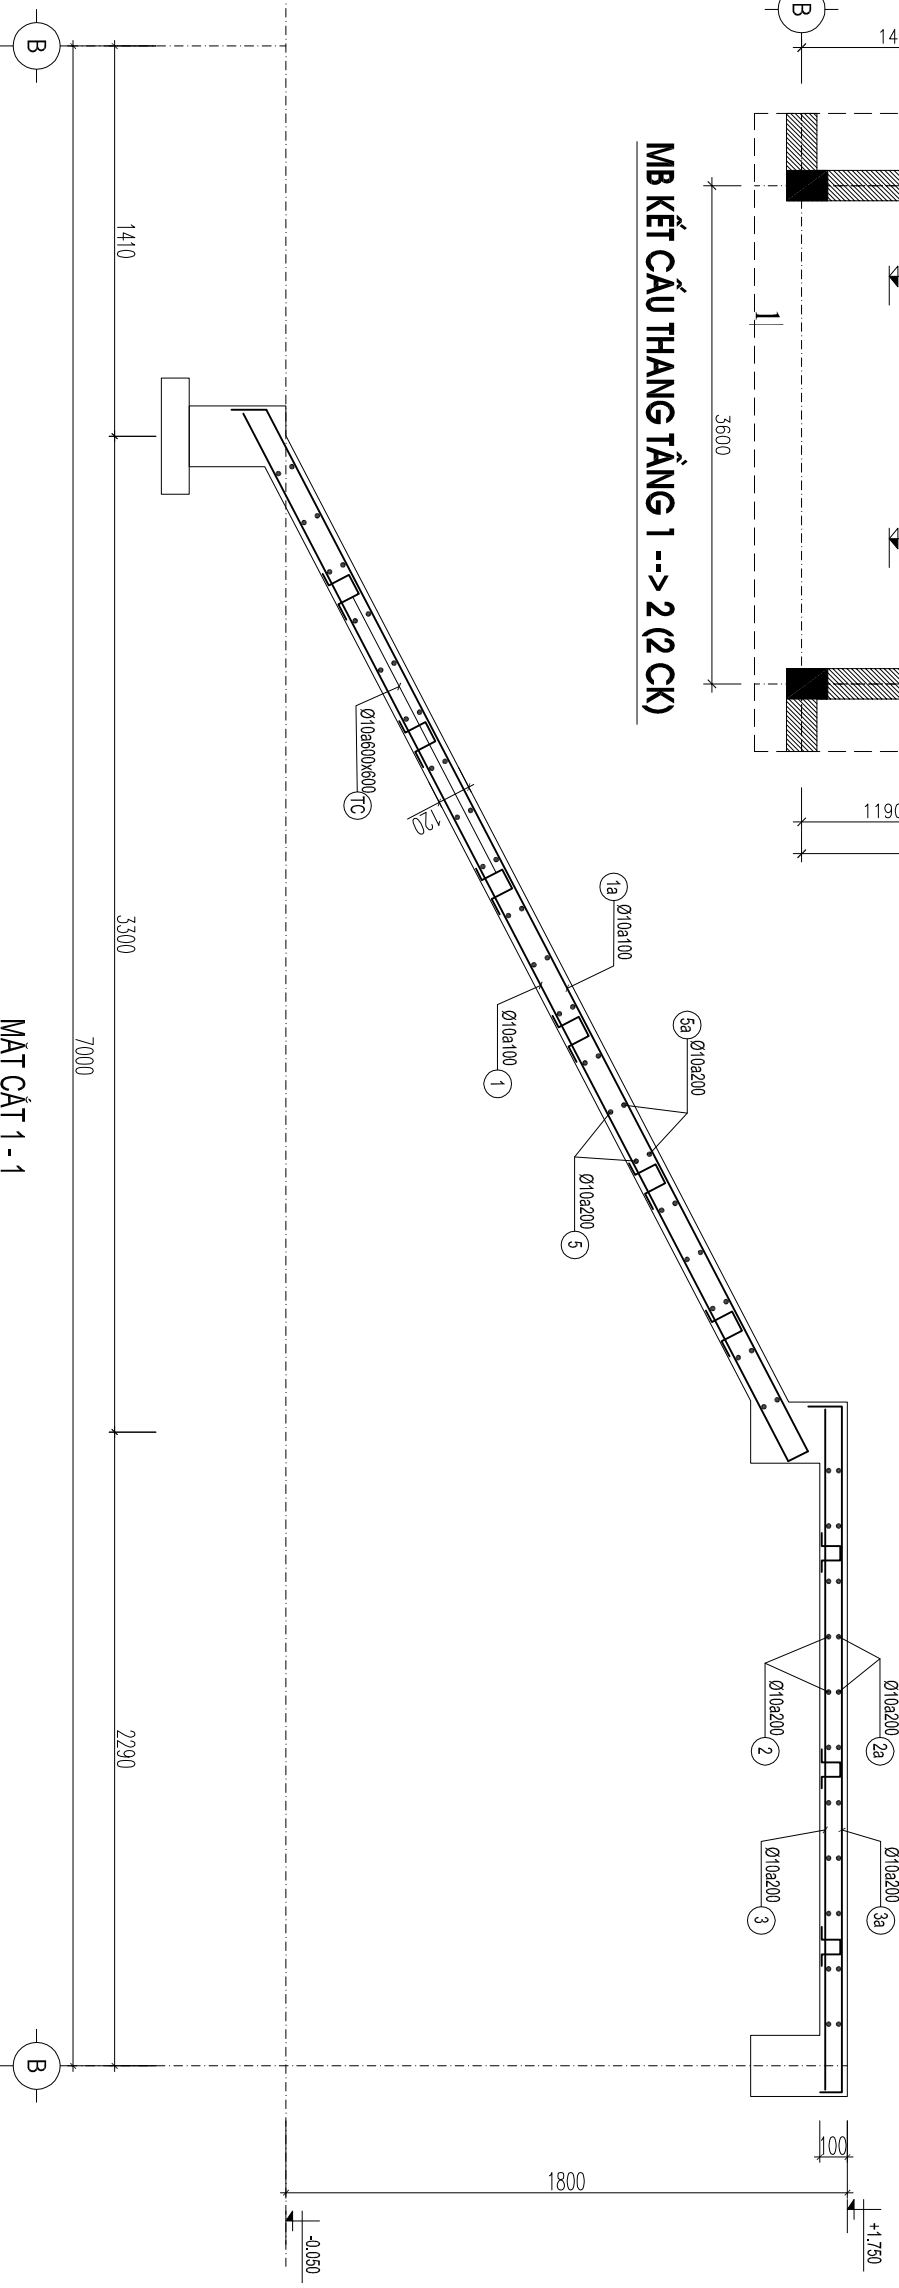 B
14
1
3600
1190
MB KẾT CẤU THANG TẦNG 1 --> 2 (2 CK)
+1.750
-0.050
1800
100
Ø10a200
2a
Ø10a200
3a
Ø10a200
2
Ø10a200
3
5a
Ø10a200
Ø10a200
5
1a
Ø10a100
Ø10a100
1
120
Ø10a600x600
TC
1410
3300
2290
7000
B
B
MẶT CẮT 1 - 1